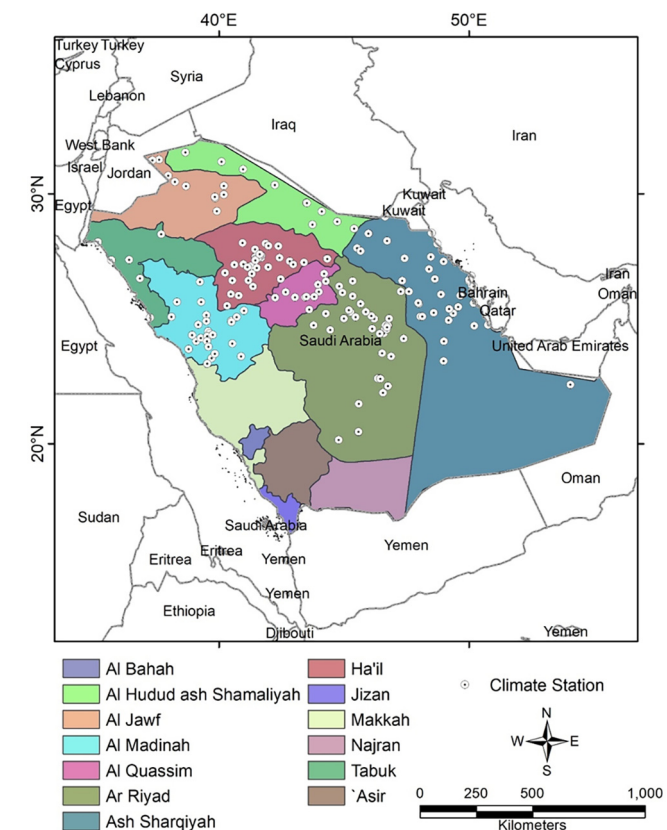 40°E 50°E
Turkey Turkey
Cyprus
Syria
Lebanon
Iraq
Iran
West Bank
Israel
Jordan
30°N
Egypt
Kuwait
Kuwait
Iran
Bahrain
Oman
Qatar
Saudi Arabia
United Arab Emirates
Egypt
20°N
Oman
Sudan
Saudi Arabia
Eritrea
Yemen
Eritrea
Yemen
Yemen
Ethiopia
Djibouti
Yemen
Al Bahah
Al Hudud ash Shamaliyah
Al Jawf
Al Madinah
Al Quassim
Ar Riyad
Ash Sharqiyah
Ha'il
Jizan
Makkah
Najran
Tabuk
`Asir
Climate Station
N
W E
S
0 250 500 1,000
Kilometers